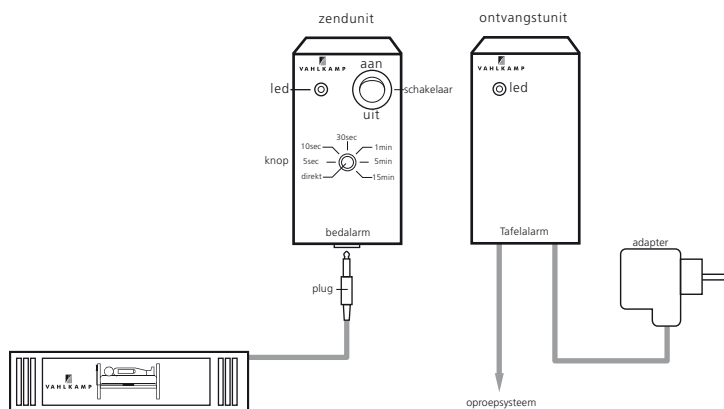 zendunit
ontvangstunit
VAHLKAMP
aan
led
schakelaar
uit
30sec
10sec
1min
knop
5sec
5min
direkt
15min
bedalarm
plug
VAHLKAMP
led
Tafelalarm
adapter
VAHLKAMP
oproepsysteem